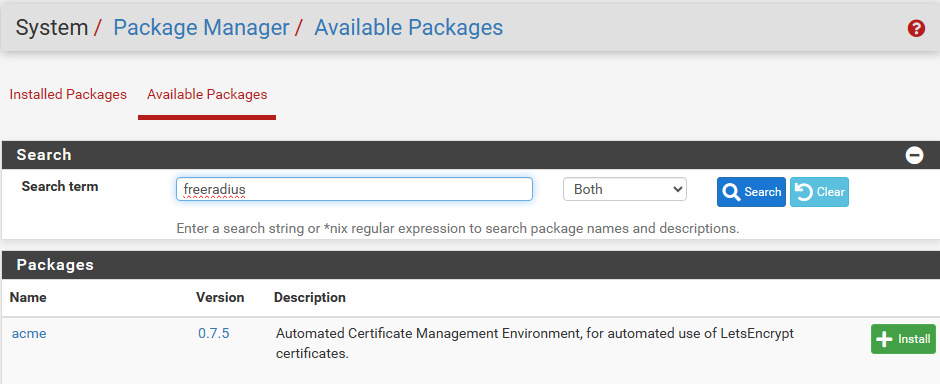 System / Package Manager / Available Packages
Installed Packages Available Packages
Search
Search term freeradius Both Search Clear
Enter a search string or *nix regular expression to search package names and descriptions.
Packages
Name Version Description
acme 0.7.5 Automated Certificate Management Environment, for automated use of LetsEncrypt
certificates.
Install